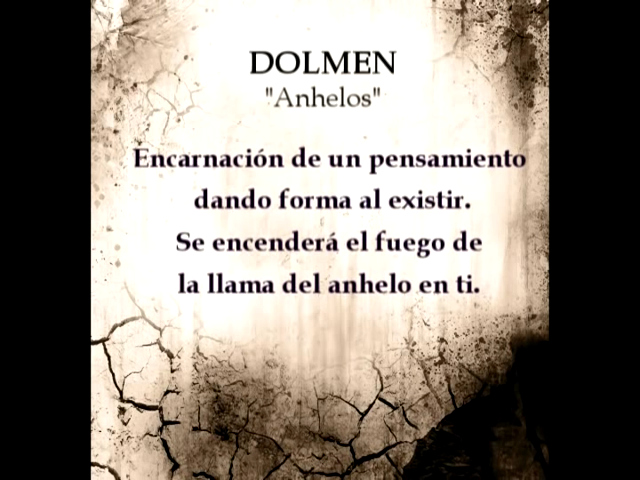 DOLMEN
"Anhelos"
Encarnación de un pensamiento
dando forma al existir.
Se encenderá el fuego de
la llama del anhelo en ti.